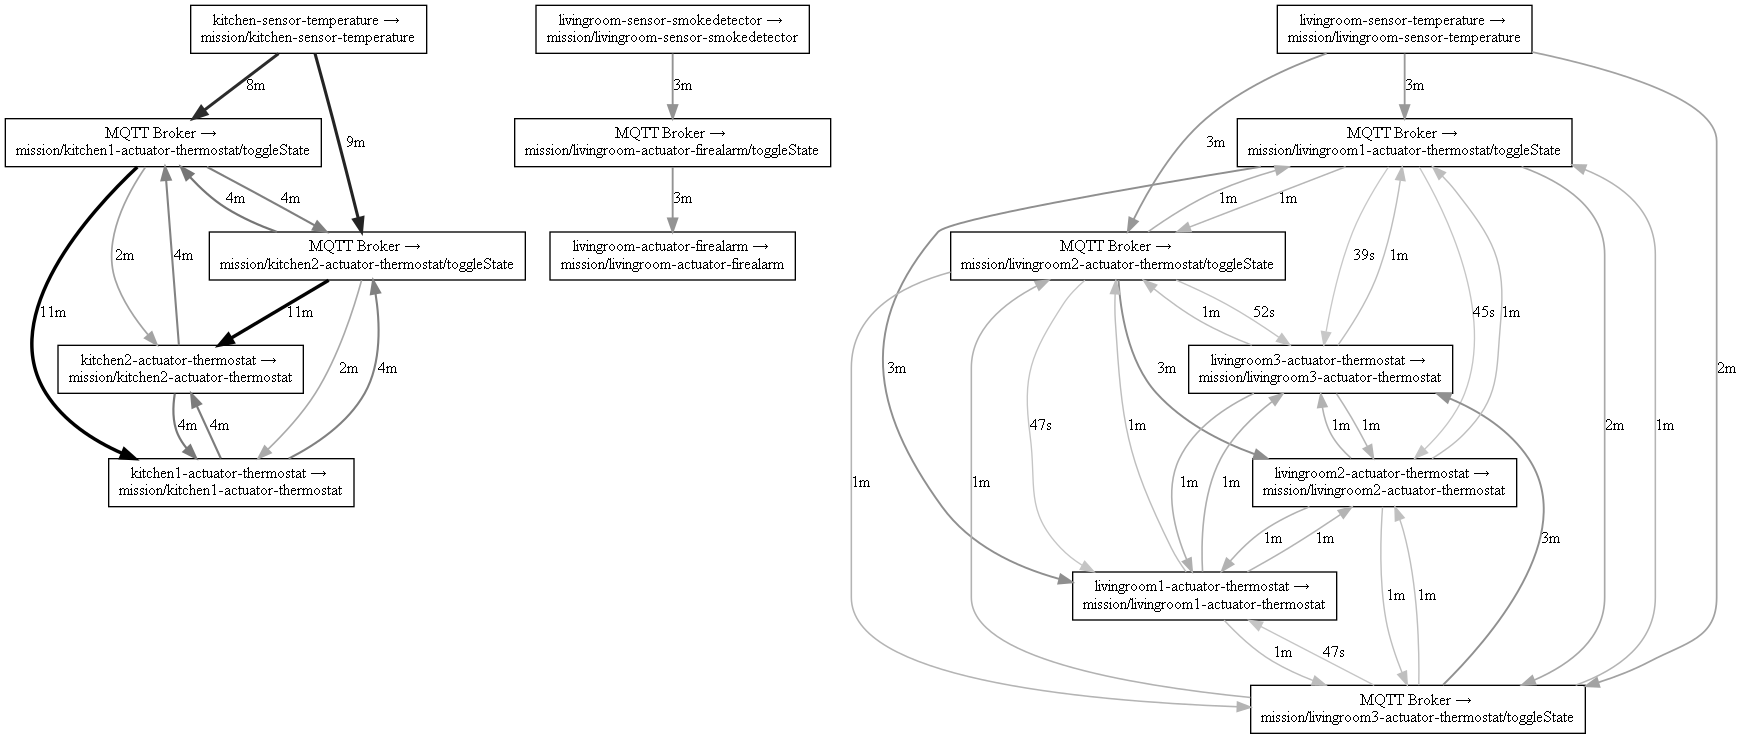 kitchen-sensor-temperature →
mission/kitchen-sensor-temperature
livingroom-sensor-smokedetector →
mission/livingroom-sensor-smokedetector
livingroom-sensor-temperature →
mission/livingroom-sensor-temperature
8m
3m
3m
MQTT Broker →
mission/kitchen1-actuator-thermostat/toggleState
MQTT Broker →
mission/livingroom-actuator-firealarm/toggleState
MQTT Broker →
mission/livingroom1-actuator-thermostat/toggleState
9m
3m
4m
4m
3m
1m
1m
MQTT Broker →
mission/kitchen2-actuator-thermostat/toggleState
livingroom-actuator-firealarm →
mission/livingroom-actuator-firealarm
MQTT Broker →
mission/livingroom2-actuator-thermostat/toggleState
2m
4m
39s
1m
11m
11m
1m
52s
45s
1m
kitchen2-actuator-thermostat →
mission/kitchen2-actuator-thermostat
livingroom3-actuator-thermostat →
mission/livingroom3-actuator-thermostat
2m
4m
3m
3m
2m
4m
4m
47s
1m
1m
1m
2m
1m
kitchen1-actuator-thermostat →
mission/kitchen1-actuator-thermostat
livingroom2-actuator-thermostat →
mission/livingroom2-actuator-thermostat
1m
1m
1m
1m
1m
1m
3m
livingroom1-actuator-thermostat →
mission/livingroom1-actuator-thermostat
1m
1m
1m
47s
MQTT Broker →
mission/livingroom3-actuator-thermostat/toggleState